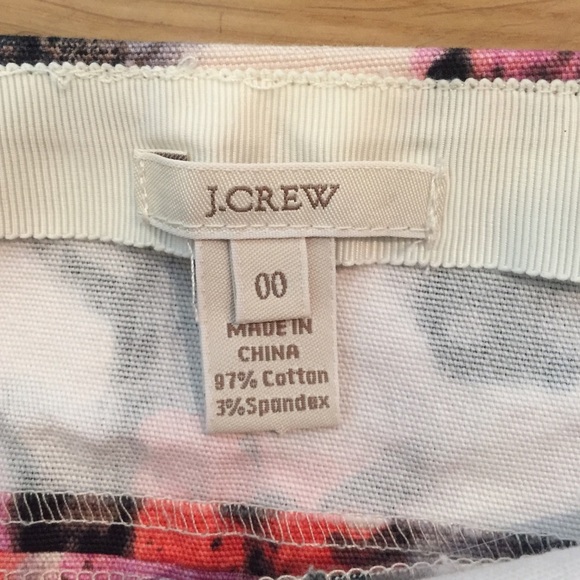 J.CREW
00
MADE IN
CHINA
97% Cotton
3% Spandex